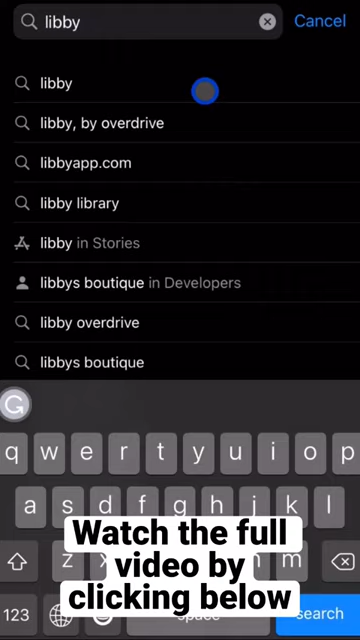 libby
Cancel
libby
libby, by overdrive
libbyapp.com
libby library
libby in Stories
libbys boutique in Developers
libby overdrive
libbys boutique
q w e r t y u i o p
a s d f g h j k l
Watch the full
z x n m
video by
clicking below
123 space search